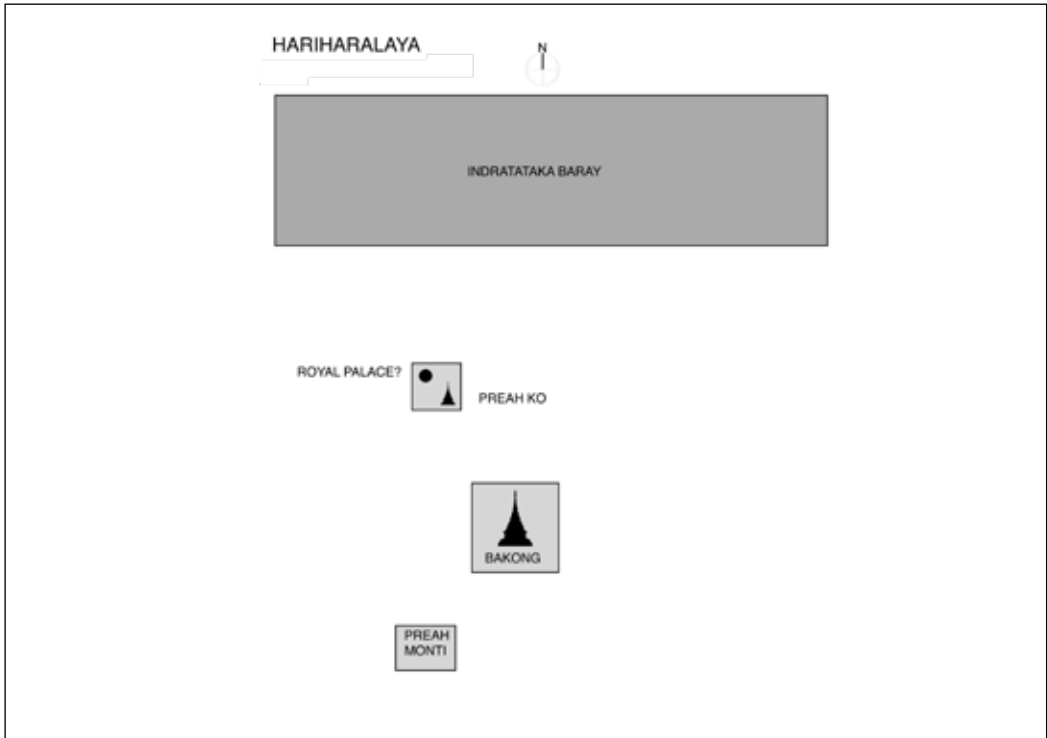 HARIHARALAYA
N
INDRATATAKA BARAY
ROYAL PALACE?
PREAH KO
BAKONG
PREAH
MONTI